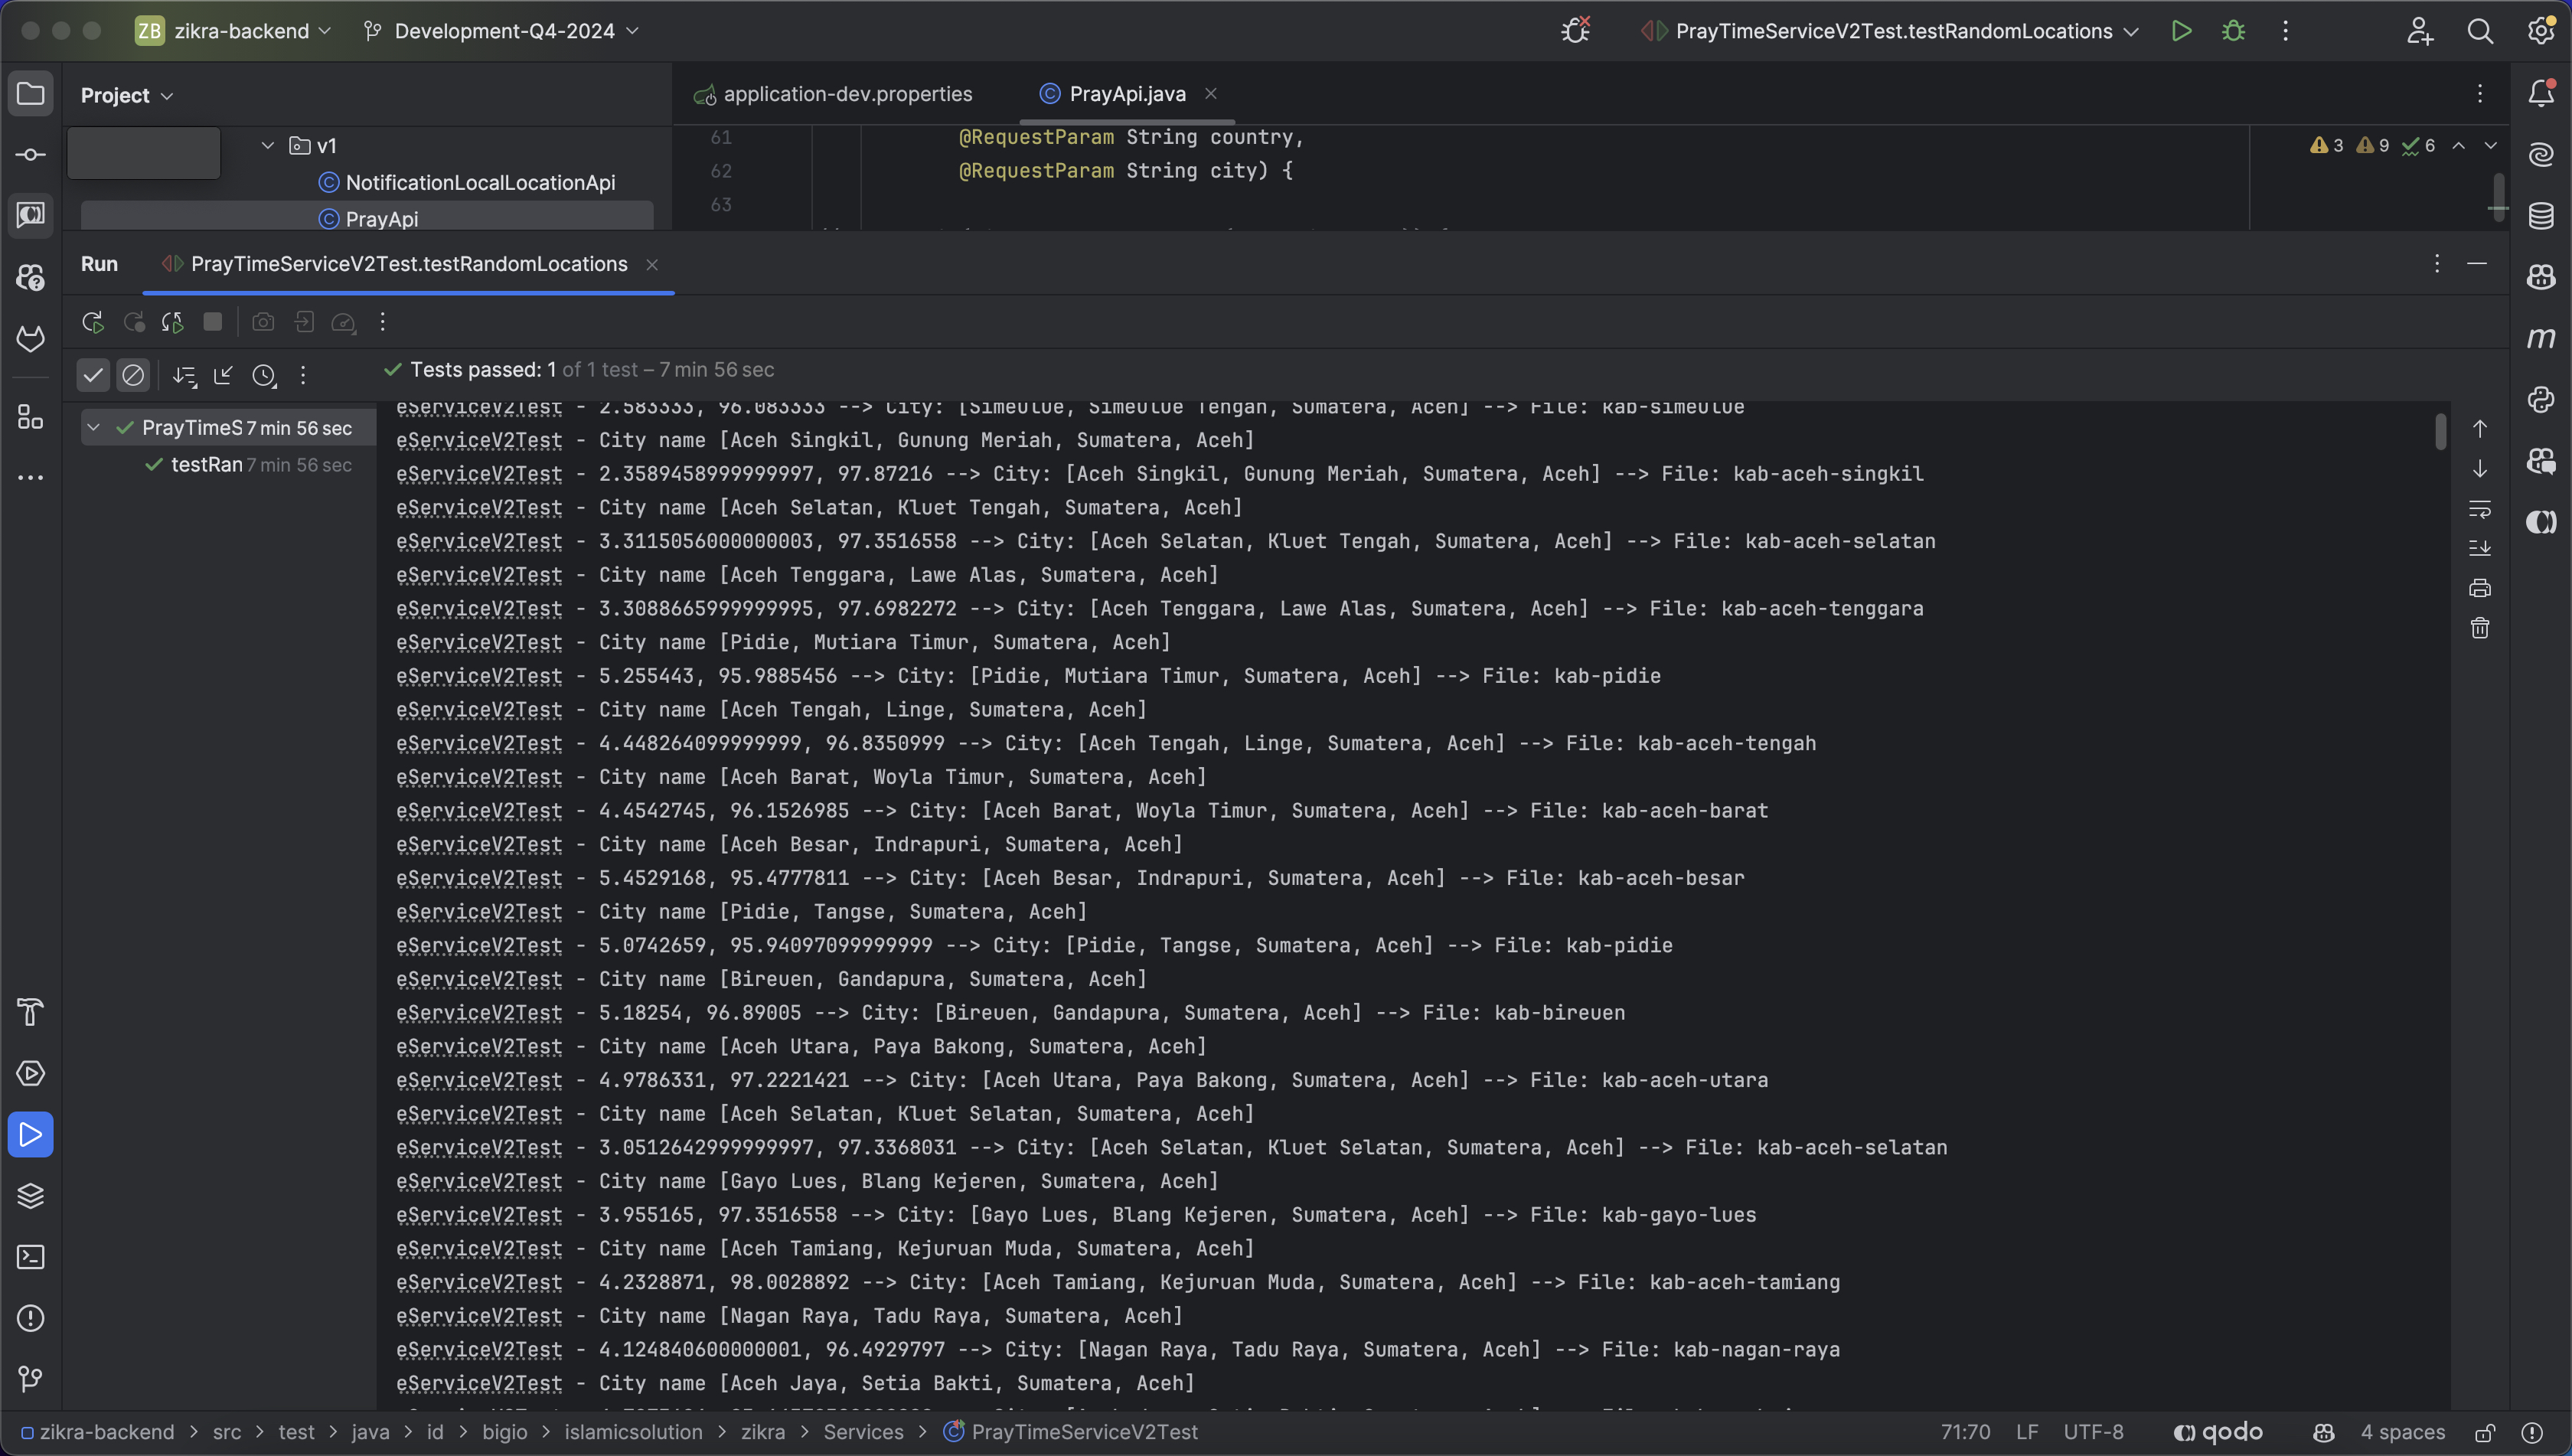 ZB zikra-backend Development-Q4-2024 PrayTimeServiceV2Test.testRandomLocations
Project
application-dev.properties PrayApi.java
v1
NotificationLocalLocationApi
PrayApi
61 @RequestParam String country,
62 @RequestParam String city) {
63
3 9 6
Run PrayTimeServiceV2Test.testRandomLocations
Tests passed: 1 of 1 test – 7 min 56 sec
PrayTimeS 7 min 56 sec
testRan 7 min 56 sec
eServiceV2Test - 2.583333, 96.083333 --> City: [Simeulue, Simeulue Tengah, Sumatera, Aceh] --> File: kab-simeulue
eServiceV2Test - City name [Aceh Singkil, Gunung Meriah, Sumatera, Aceh]
eServiceV2Test - 2.3589458999999997, 97.87216 --> City: [Aceh Singkil, Gunung Meriah, Sumatera, Aceh] --> File: kab-aceh-singkil
eServiceV2Test - City name [Aceh Selatan, Kluet Tengah, Sumatera, Aceh]
eServiceV2Test - 3.3115056000000003, 97.3516558 --> City: [Aceh Selatan, Kluet Tengah, Sumatera, Aceh] --> File: kab-aceh-selatan
eServiceV2Test - City name [Aceh Tenggara, Lawe Alas, Sumatera, Aceh]
eServiceV2Test - 3.3088665999999995, 97.6982272 --> City: [Aceh Tenggara, Lawe Alas, Sumatera, Aceh] --> File: kab-aceh-tenggara
eServiceV2Test - City name [Pidie, Mutiara Timur, Sumatera, Aceh]
eServiceV2Test - 5.255443, 95.9885456 --> City: [Pidie, Mutiara Timur, Sumatera, Aceh] --> File: kab-pidie
eServiceV2Test - City name [Aceh Tengah, Linge, Sumatera, Aceh]
eServiceV2Test - 4.448264099999999, 96.8350999 --> City: [Aceh Tengah, Linge, Sumatera, Aceh] --> File: kab-aceh-tengah
eServiceV2Test - City name [Aceh Barat, Woyla Timur, Sumatera, Aceh]
eServiceV2Test - 4.4542745, 96.1526985 --> City: [Aceh Barat, Woyla Timur, Sumatera, Aceh] --> File: kab-aceh-barat
eServiceV2Test - City name [Aceh Besar, Indrapuri, Sumatera, Aceh]
eServiceV2Test - 5.4529168, 95.4777811 --> City: [Aceh Besar, Indrapuri, Sumatera, Aceh] --> File: kab-aceh-besar
eServiceV2Test - City name [Pidie, Tangse, Sumatera, Aceh]
eServiceV2Test - 5.0742659, 95.94097099999999 --> City: [Pidie, Tangse, Sumatera, Aceh] --> File: kab-pidie
eServiceV2Test - City name [Bireuen, Gandapura, Sumatera, Aceh]
eServiceV2Test - 5.18254, 96.89005 --> City: [Bireuen, Gandapura, Sumatera, Aceh] --> File: kab-bireuen
eServiceV2Test - City name [Aceh Utara, Paya Bakong, Sumatera, Aceh]
eServiceV2Test - 4.9786331, 97.2221421 --> City: [Aceh Utara, Paya Bakong, Sumatera, Aceh] --> File: kab-aceh-utara
eServiceV2Test - City name [Aceh Selatan, Kluet Selatan, Sumatera, Aceh]
eServiceV2Test - 3.0512642999999997, 97.3368031 --> City: [Aceh Selatan, Kluet Selatan, Sumatera, Aceh] --> File: kab-aceh-selatan
eServiceV2Test - City name [Gayo Lues, Blang Kejeren, Sumatera, Aceh]
eServiceV2Test - 3.955165, 97.3516558 --> City: [Gayo Lues, Blang Kejeren, Sumatera, Aceh] --> File: kab-gayo-lues
eServiceV2Test - City name [Aceh Tamiang, Kejuruan Muda, Sumatera, Aceh]
eServiceV2Test - 4.2328871, 98.0028892 --> City: [Aceh Tamiang, Kejuruan Muda, Sumatera, Aceh] --> File: kab-aceh-tamiang
eServiceV2Test - City name [Nagan Raya, Tadu Raya, Sumatera, Aceh]
eServiceV2Test - 4.124840600000001, 96.4929797 --> City: [Nagan Raya, Tadu Raya, Sumatera, Aceh] --> File: kab-nagan-raya
eServiceV2Test - City name [Aceh Jaya, Setia Bakti, Sumatera, Aceh]
zikra-backend > src > test > java > id > bigio > islamicsolution > zikra > Services > PrayTimeServiceV2Test 71:70 LF UTF-8 qodo 4 spaces